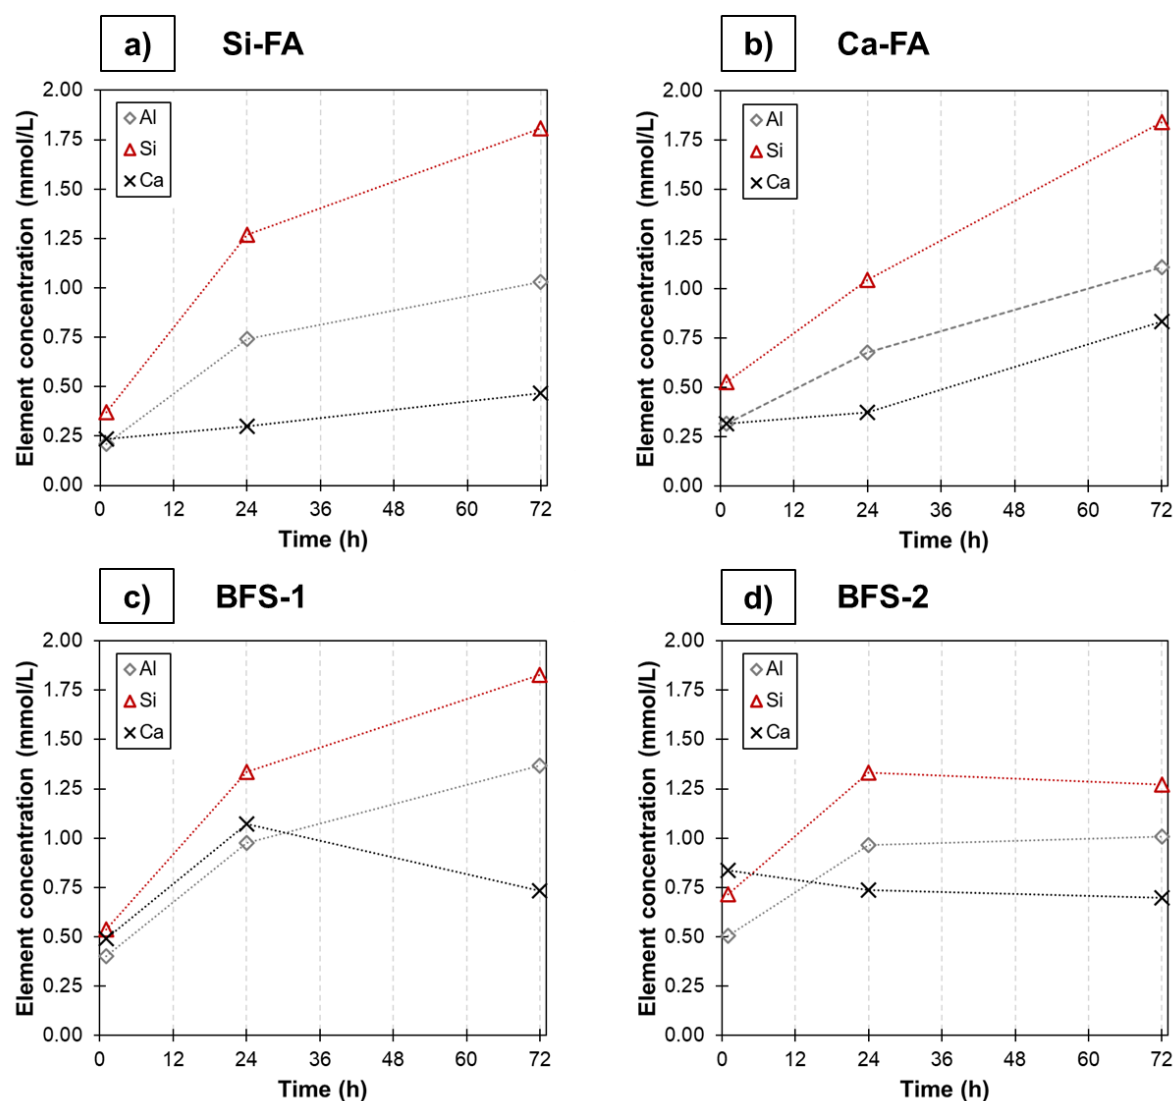 a) Si-FA
Element concentration (mmol/L)
2.00
1.75
1.50
1.25
1.00
0.75
0.50
0.25
0.00
Al
Si
Ca
0 12 24 36 48 60 72
Time (h)
b) Ca-FA
Element concentration (mmol/L)
2.00
1.75
1.50
1.25
1.00
0.75
0.50
0.25
0.00
Al
Si
Ca
0 12 24 36 48 60 72
Time (h)
c) BFS-1
Element concentration (mmol/L)
2.00
1.75
1.50
1.25
1.00
0.75
0.50
0.25
0.00
Al
Si
Ca
0 12 24 36 48 60 72
Time (h)
d) BFS-2
Element concentration (mmol/L)
2.00
1.75
1.50
1.25
1.00
0.75
0.50
0.25
0.00
Al
Si
Ca
0 12 24 36 48 60 72
Time (h)